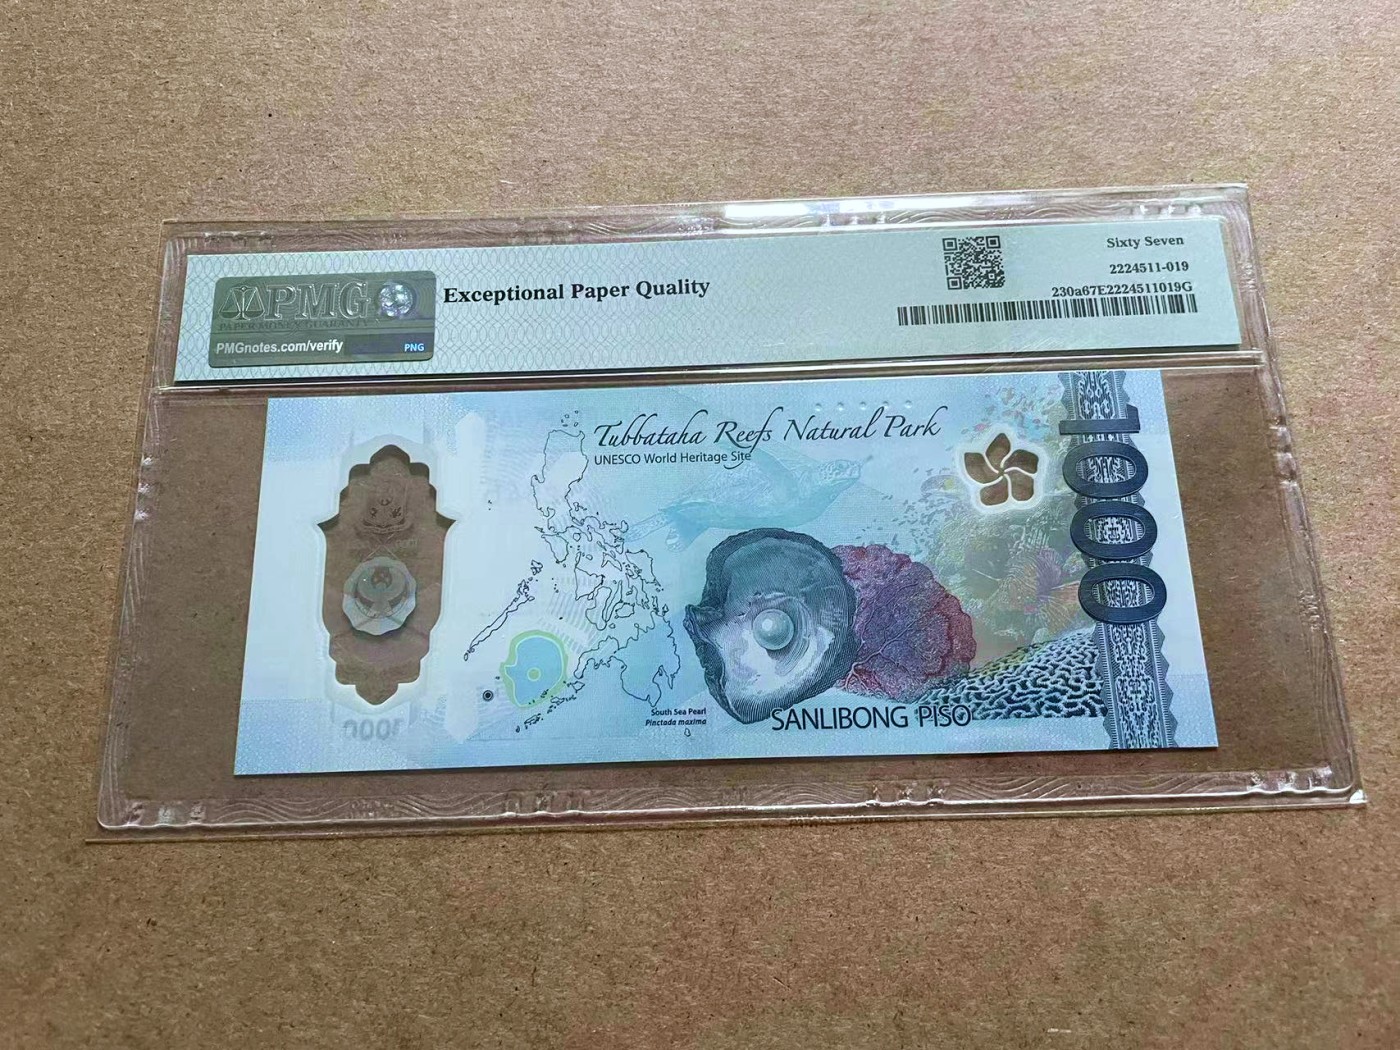 PMG
PAPER MONEY GUARANTY
PMGnotes.com/verify
PNG
Exceptional Paper Quality
Sixty Seven
2224511-019
230a67E2224511019G
Tubbataha Reefs Natural Park
UNESCO World Heritage Site
1000
South Sea Pearl
Pinctada maxima
SANLIBONG PISO
1000